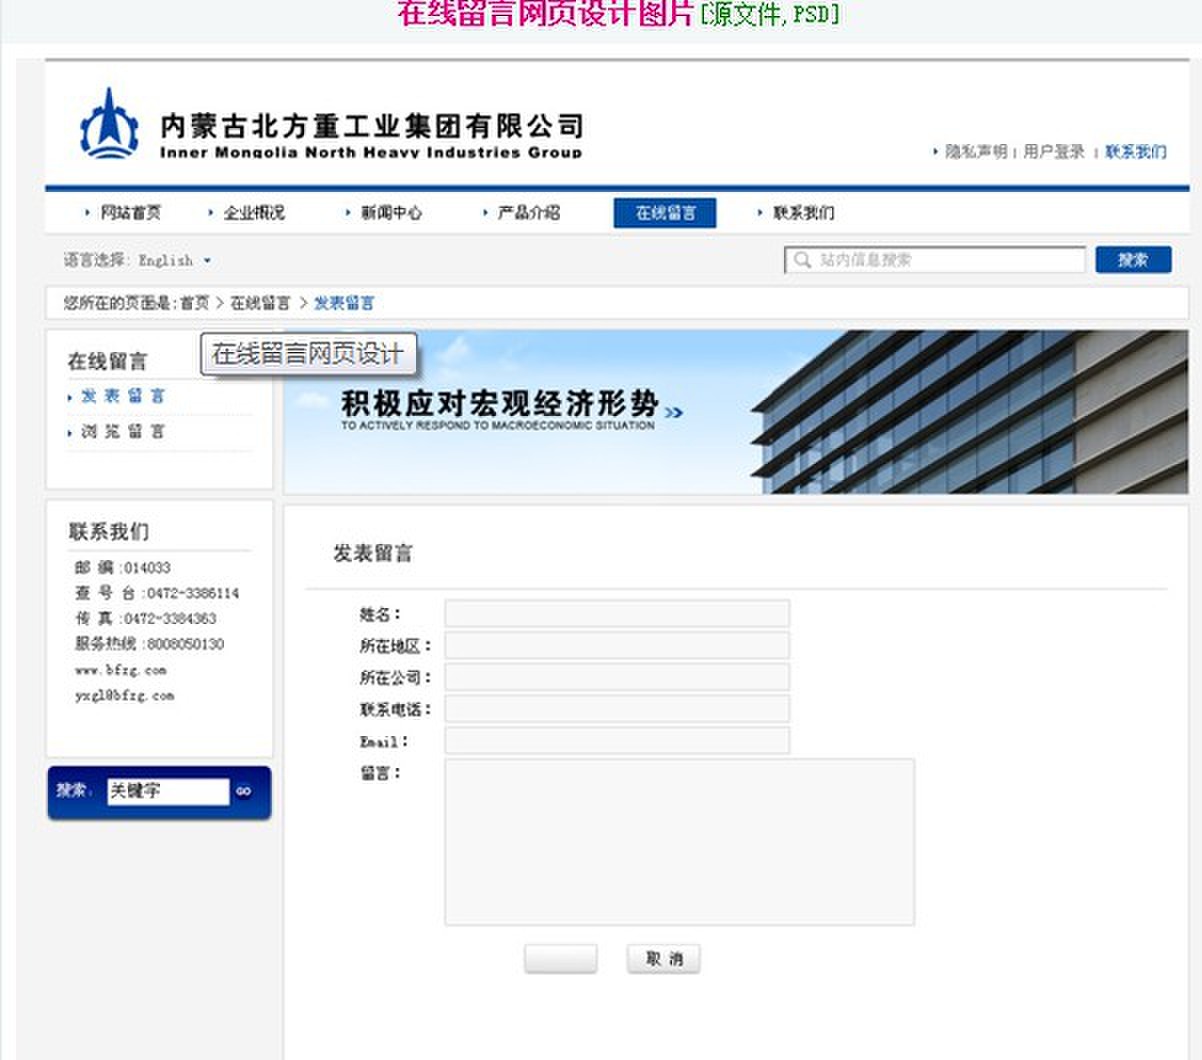 在线留言网页设计图片[源文件,PSD]
内蒙古北方重工业集团有限公司
Inner Mongolia North Heavy Industries Group
隐私声明 | 用户登录 | 联系我们
网站首页 企业概况 新闻中心 产品介绍 在线留言 联系我们
语言选择: English 站内信息搜索 搜索
您所在的页面是:首页 > 在线留言 > 发表留言
在线留言
在线留言网页设计
发表留言
浏览留言
积极应对宏观经济形势
TO ACTIVELY RESPOND TO MACROECONOMIC SITUATION
联系我们
邮 编:014033
查 号 台:0472-3386114
传 真:0472-3384363
服务热线:8008050130
www.bfzg.com
yxgl@bfzg.com
搜索: 关键字 GO
发表留言
姓名：
所在地区：
所在公司：
联系电话：
Email：
留言：
取 消